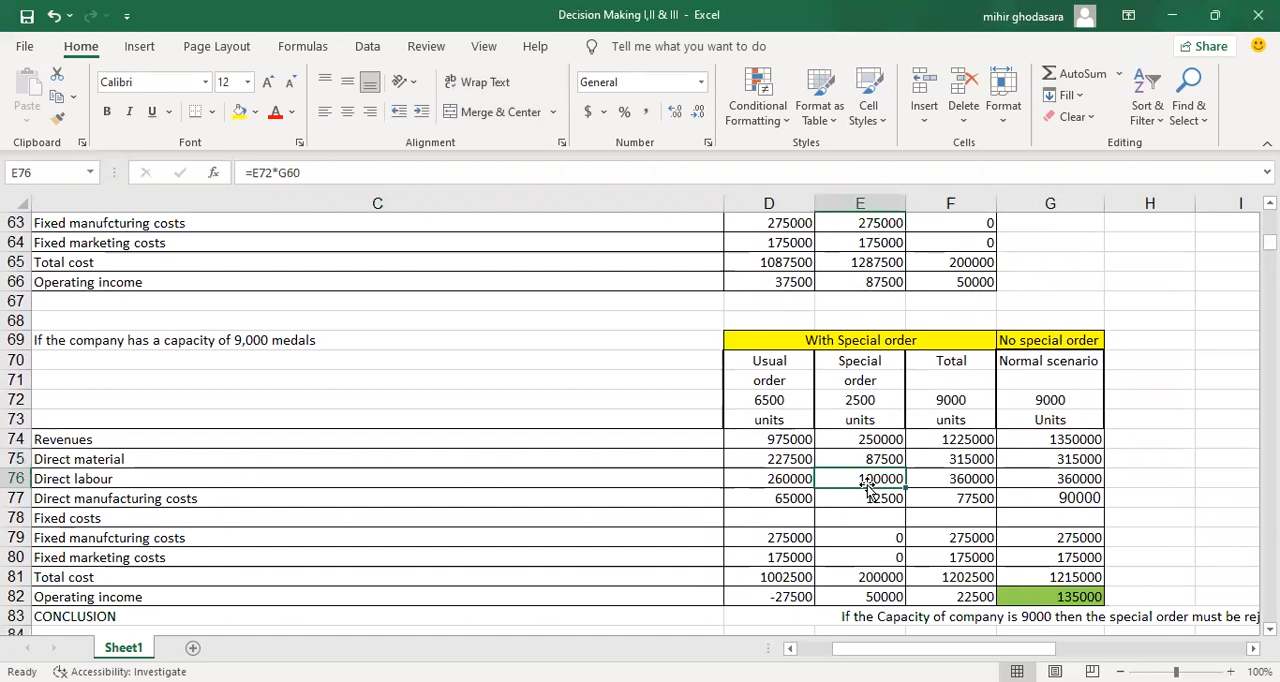 Decision Making I,II & III - Excel
mihir ghodasara
File Home Insert Page Layout Formulas Data Review View Help Tell me what you want to do Share
Paste
Calibri 12
B I U
Wrap Text
Merge & Center
General
$ %
Conditional Formatting
Format as Table
Cell Styles
Insert Delete Format
AutoSum
Fill
Clear
Sort & Filter
Find & Select
Clipboard Font Alignment Number Styles Cells Editing
E76 fx =E72*G60
C D E F G H I
63 Fixed manufcturing costs 275000 275000 0
64 Fixed marketing costs 175000 175000 0
65 Total cost 1087500 1287500 200000
66 Operating income 37500 87500 50000
67
68
69 If the company has a capacity of 9,000 medals With Special order No special order
70 Usual Special Total Normal scenario
71 order order
72 6500 2500 9000 9000
73 units units units Units
74 Revenues 975000 250000 1225000 1350000
75 Direct material 227500 87500 315000 315000
76 Direct labour 260000 100000 360000 360000
77 Direct manufacturing costs 65000 12500 77500 90000
78 Fixed costs
79 Fixed manufcturing costs 275000 0 275000 275000
80 Fixed marketing costs 175000 0 175000 175000
81 Total cost 1002500 200000 1202500 1215000
82 Operating income -27500 50000 22500 135000
83 CONCLUSION If the Capacity of company is 9000 then the special order must be rej
84
Sheet1
Ready Accessibility: Investigate 100%